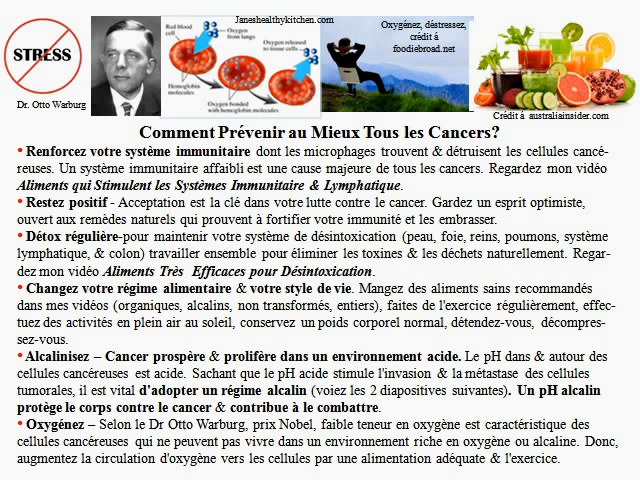 Janeshealthykitchen.com
STRESS
Dr. Otto Warburg
Red blood cell
Oxygen from lungs
Oxygen released to tissue cells
Hemoglobin molecules
Oxygen bonded with hemoglobin molecules
Oxygénez, déstressez,
crédit á
foodiebroad.net
Crédit á australiainsider.com
Comment Prévenir au Mieux Tous les Cancers?
• Renforcez votre système immunitaire dont les microphages trouvent & détruisent les cellules cancé-
reuses. Un système immunitaire affaibli est une cause majeure de tous les cancers. Regardez mon vidéo
Aliments qui Stimulent les Systèmes Immunitaire & Lymphatique.
• Restez positif - Acceptation est la clé dans votre lutte contre le cancer. Gardez un esprit optimiste,
ouvert aux remèdes naturels qui prouvent à fortifier votre immunité et les embrasser.
• Détox régulière-pour maintenir votre système de désintoxication (peau, foie, reins, poumons, système
lymphatique, & colon) travailler ensemble pour éliminer les toxines & les déchets naturellement. Regar-
dez mon vidéo Aliments Très Efficaces pour Désintoxication.
• Changez votre régime alimentaire & votre style de vie. Mangez des aliments sains recommandés
dans mes vidéos (organiques, alcalins, non transformés, entiers), faites de l'exercice régulièrement, effec-
tuez des activités en plein air au soleil, conservez un poids corporel normal, détendez-vous, décompres-
sez-vous.
• Alcalinisez – Cancer prospère & prolifère dans un environnement acide. Le pH dans & autour des
cellules cancéreuses est acide. Sachant que le pH acide stimule l'invasion & la métastase des cellules
tumorales, il est vital d'adopter un régime alcalin (voiez les 2 diapositives suivantes). Un pH alcalin
protège le corps contre le cancer & contribue à le combattre.
• Oxygénez – Selon le Dr Otto Warburg, prix Nobel, faible teneur en oxygène est caractéristique des
cellules cancéreuses qui ne peuvent pas vivre dans un environnement riche en oxygène ou alcaline. Donc,
augmentez la circulation d'oxygène vers les cellules par une alimentation adéquate & l'exercice.